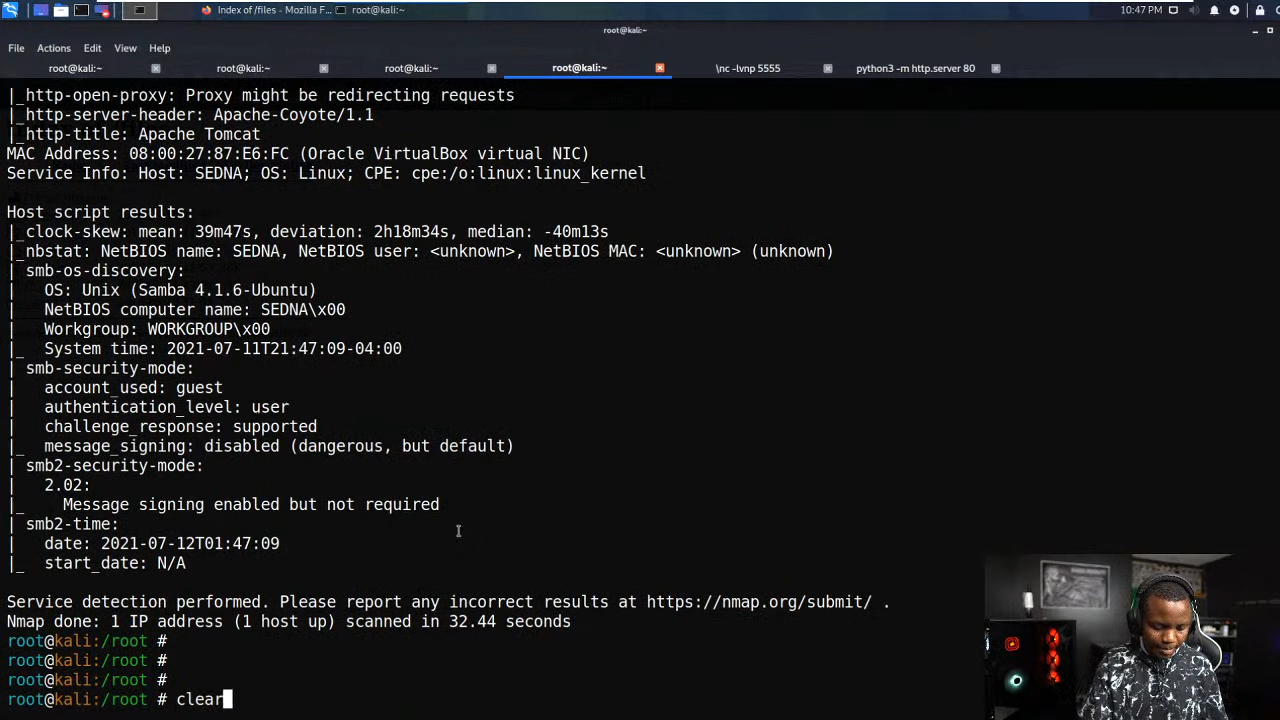 Index of /files - Mozilla F...
root@kali:~
10:47 PM
root@kali:~
File Actions Edit View Help
root@kali:~ root@kali:~ root@kali:~ root@kali:~ \nc -lvnp 5555 python3 -m http.server 80
|_http-open-proxy: Proxy might be redirecting requests
|_http-server-header: Apache-Coyote/1.1
|_http-title: Apache Tomcat
MAC Address: 08:00:27:87:E6:FC (Oracle VirtualBox virtual NIC)
Service Info: Host: SEDNA; OS: Linux; CPE: cpe:/o:linux:linux_kernel
Host script results:
|_clock-skew: mean: 39m47s, deviation: 2h18m34s, median: -40m13s
|_nbstat: NetBIOS name: SEDNA, NetBIOS user: <unknown>, NetBIOS MAC: <unknown> (unknown)
| smb-os-discovery:
|   OS: Unix (Samba 4.1.6-Ubuntu)
|   NetBIOS computer name: SEDNA\x00
|   Workgroup: WORKGROUP\x00
|_  System time: 2021-07-11T21:47:09-04:00
| smb-security-mode:
|   account_used: guest
|   authentication_level: user
|   challenge_response: supported
|_  message_signing: disabled (dangerous, but default)
| smb2-security-mode:
|   2.02:
|_    Message signing enabled but not required
| smb2-time:
|   date: 2021-07-12T01:47:09
|_  start_date: N/A
Service detection performed. Please report any incorrect results at https://nmap.org/submit/ .
Nmap done: 1 IP address (1 host up) scanned in 32.44 seconds
root@kali:/root #
root@kali:/root #
root@kali:/root #
root@kali:/root # clear